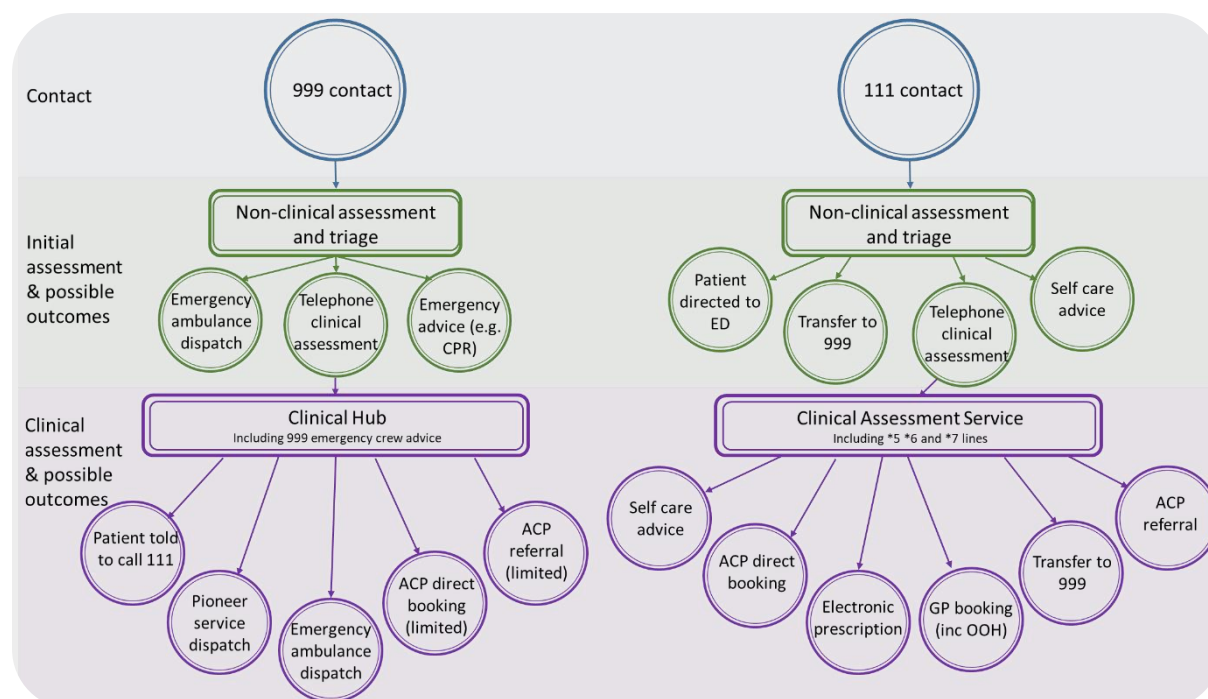 Contact
999 contact
111 contact
Initial
assessment
& possible
outcomes
Non-clinical assessment
and triage
Emergency
ambulance
dispatch
Telephone
clinical
assessment
Emergency
advice (e.g.
CPR)
Non-clinical assessment
and triage
Patient
directed to
ED
Transfer to
999
Telephone
clinical
assessment
Self care
advice
Clinical
assessment
& possible
outcomes
Clinical Hub
Including 999 emergency crew advice
Patient told
to call 111
Pioneer
service
dispatch
Emergency
ambulance
dispatch
ACP direct
booking
(limited)
ACP
referral
(limited)
Clinical Assessment Service
Including *5 *6 and *7 lines
Self care
advice
ACP direct
booking
Electronic
prescription
GP booking
(inc OOH)
Transfer to
999
ACP
referral